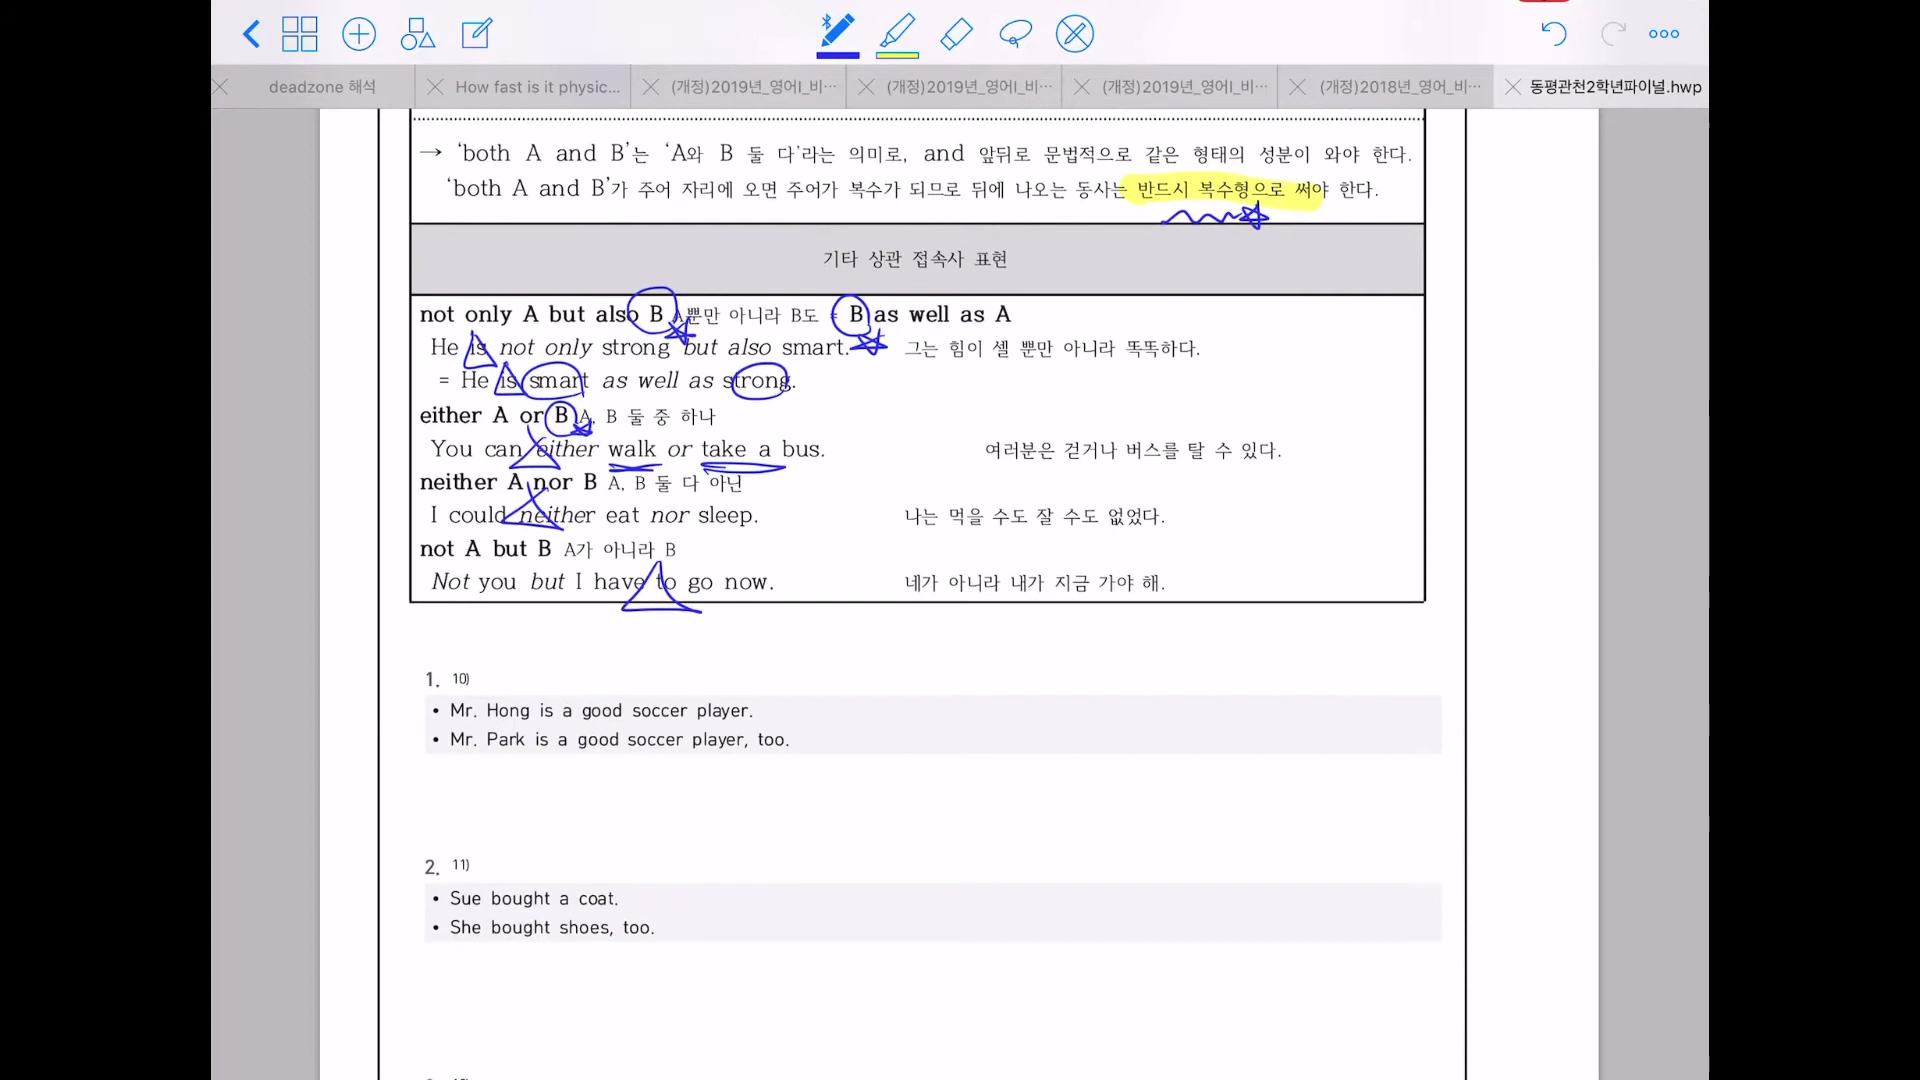 deadzone 해석
How fast is it physic...
(개정)2019년_영어I_비...
(개정)2019년_영어I_비...
(개정)2019년_영어I_비...
(개정)2018년_영어_비...
동평관천2학년파이널.hwp
→ ‘both A and B’는 ‘A와 B 둘 다’라는 의미로, and 앞뒤로 문법적으로 같은 형태의 성분이 와야 한다.
‘both A and B’가 주어 자리에 오면 주어가 복수가 되므로 뒤에 나오는 동사는 반드시 복수형으로 써야 한다.
기타 상관 접속사 표현
not only A but also B A뿐만 아니라 B도 = B as well as A
He is not only strong but also smart. 그는 힘이 셀 뿐만 아니라 똑똑하다.
= He is smart as well as strong.
either A or B A, B 둘 중 하나
You can either walk or take a bus. 여러분은 걷거나 버스를 탈 수 있다.
neither A nor B A, B 둘 다 아닌
I could neither eat nor sleep. 나는 먹을 수도 잘 수도 없었다.
not A but B A가 아니라 B
Not you but I have to go now. 네가 아니라 내가 지금 가야 해.
1. 10)
• Mr. Hong is a good soccer player.
• Mr. Park is a good soccer player, too.
2. 11)
• Sue bought a coat.
• She bought shoes, too.